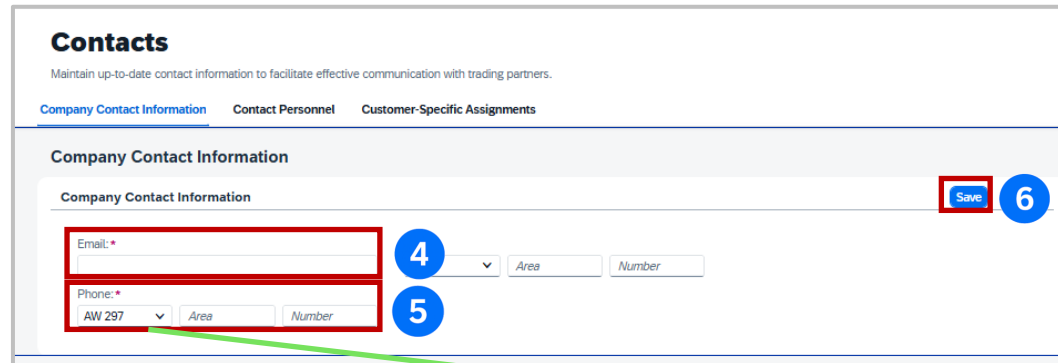 Contacts
Maintain up-to-date contact information to facilitate effective communication with trading partners.
Company Contact Information Contact Personnel Customer-Specific Assignments
Company Contact Information
Company Contact Information Save 6
Email:*
4 Area Number
Phone:*
AW 297 Area Number 5